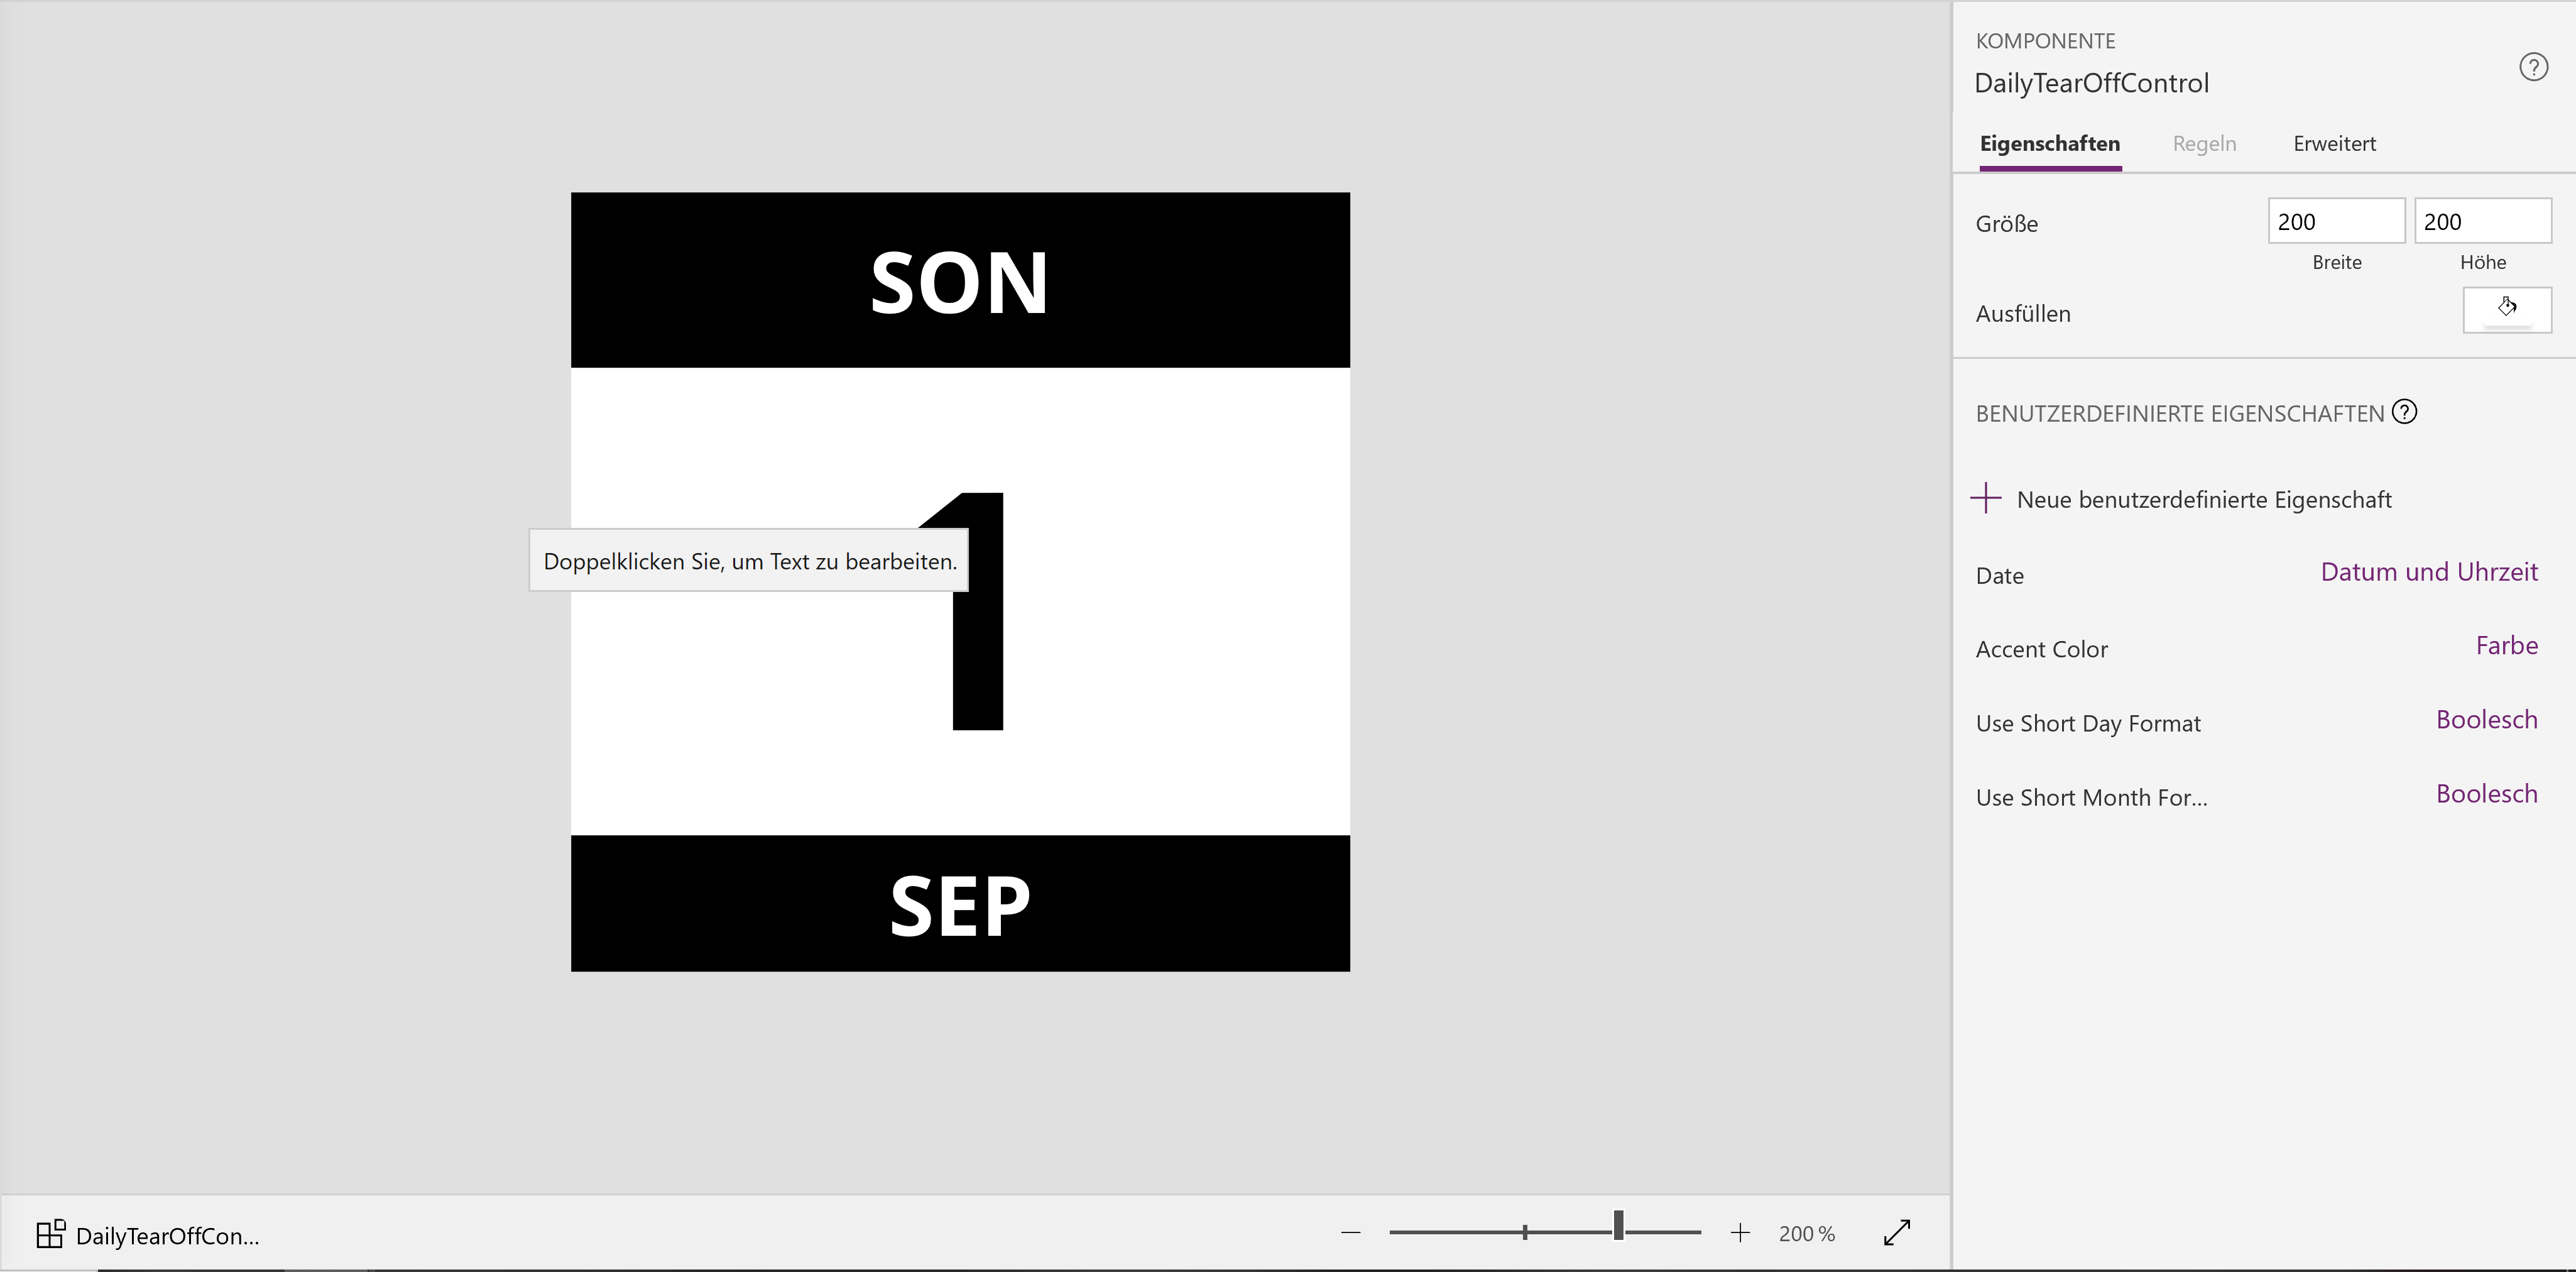 SON
1
Doppelklicken Sie, um Text zu bearbeiten.
SEP
DailyTearOffCon...
200 %
KOMPONENTE
DailyTearOffControl
Eigenschaften Regeln Erweitert
Größe 200 200
Breite Höhe
Ausfüllen
BENUTZERDEFINIERTE EIGENSCHAFTEN
Neue benutzerdefinierte Eigenschaft
Date Datum und Uhrzeit
Accent Color Farbe
Use Short Day Format Boolesch
Use Short Month For... Boolesch